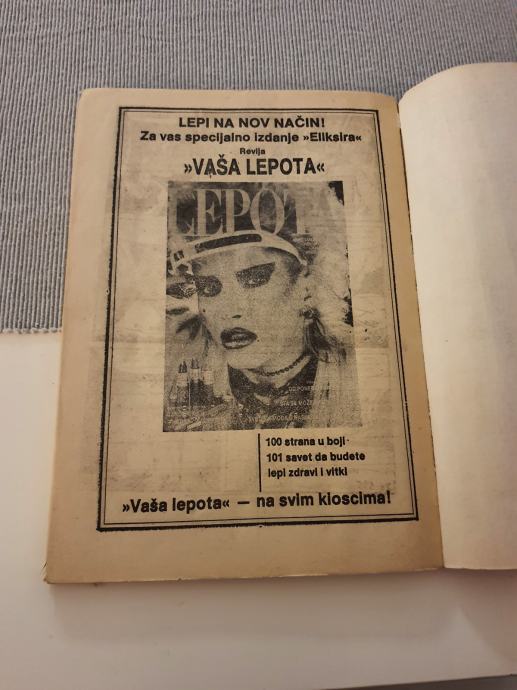 LEPI NA NOV NAČIN!
Za vas specijalno izdanje »Eliksira«
Revija
»VAŠA LEPOTA«
LEPOTA
100 strana u boji
101 savet da budete
lepi zdravi i vitki
»Vaša lepota« — na svim kioscima!